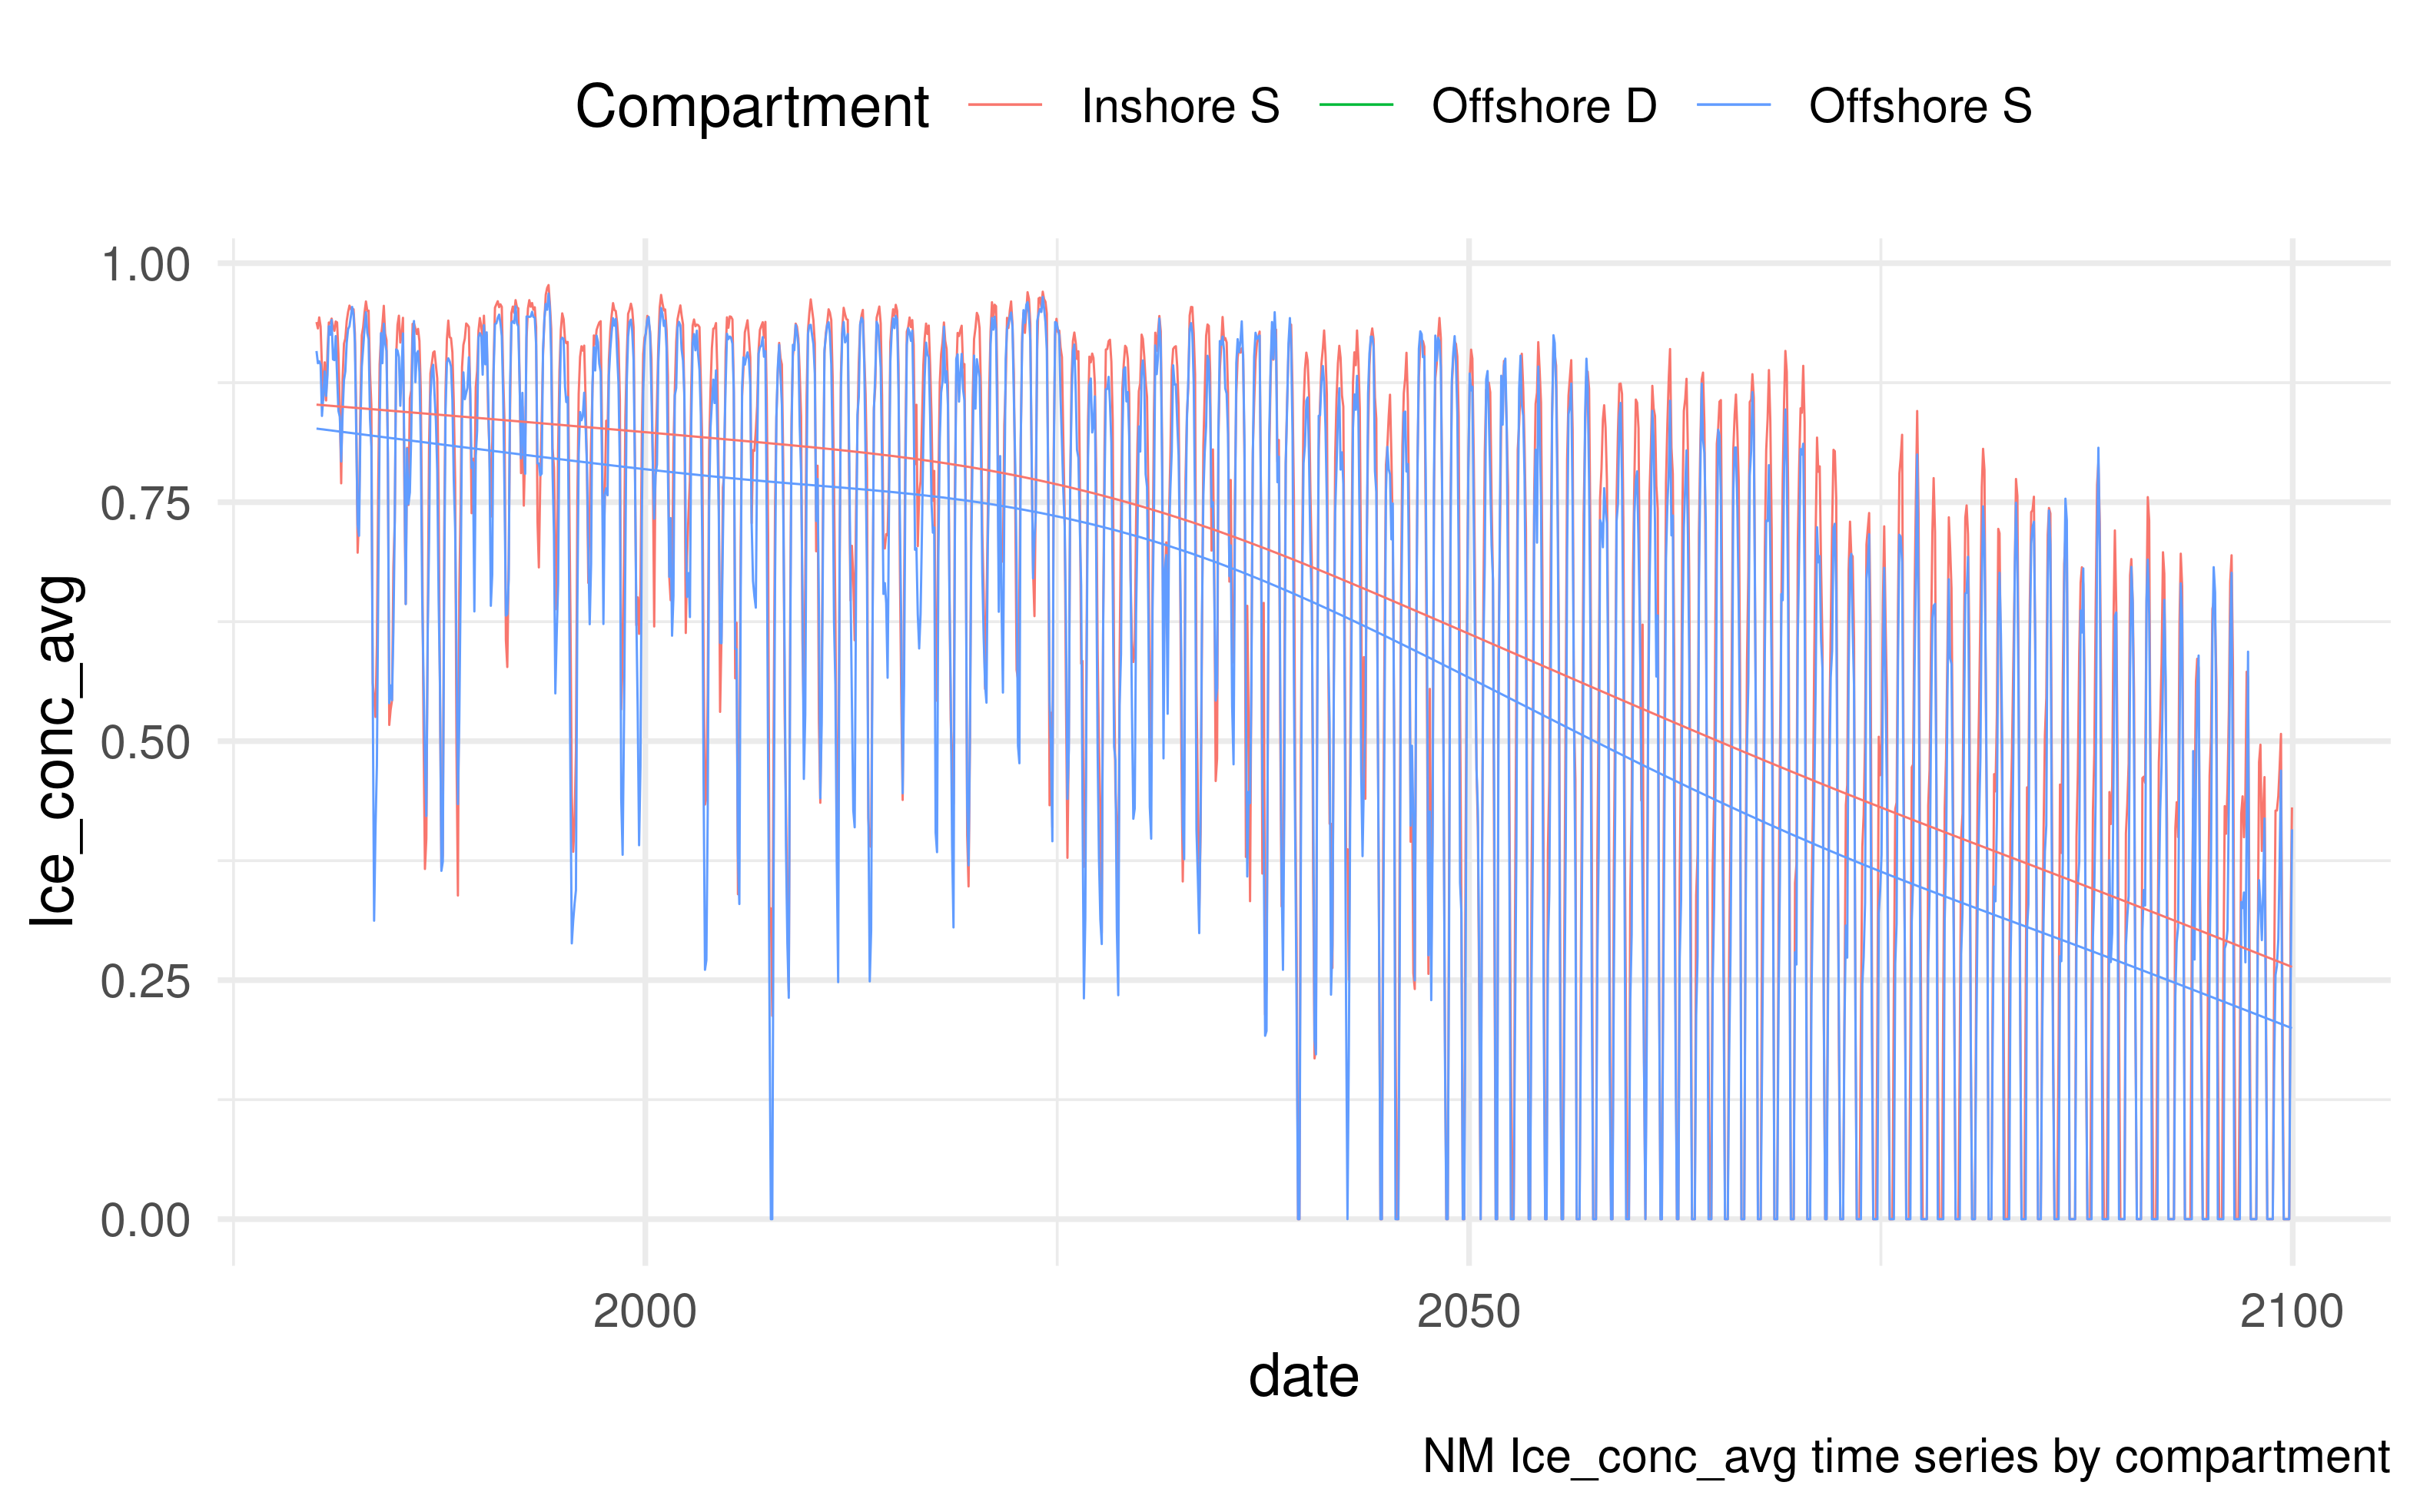 Compartment Inshore S Offshore D Offshore S
1.00
0.75
0.50
0.25
0.00
Ice_conc_avg
2000 2050 2100
date
NM Ice_conc_avg time series by compartment